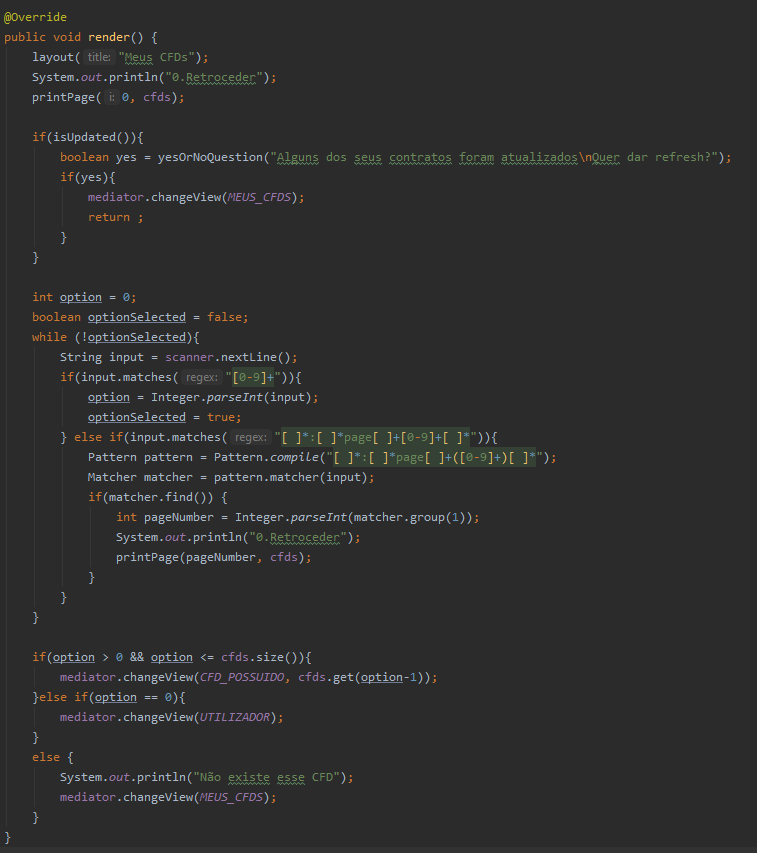 @Override
public void render() {
    layout( title: "Meus CFDs");
    System.out.println("0.Retroceder");
    printPage( i: 0, cfds);

    if(isUpdated()){
        boolean yes = yesOrNoQuestion("Alguns dos seus contratos foram atualizados\nQuer dar refresh?");
        if(yes){
            mediator.changeView(MEUS_CFDS);
            return ;
        }
    }

    int option = 0;
    boolean optionSelected = false;
    while (!optionSelected){
        String input = scanner.nextLine();
        if(input.matches( regex: "[0-9]+")){
            option = Integer.parseInt(input);
            optionSelected = true;
        } else if(input.matches( regex: "[ ]*:[ ]*page[ ]+[0-9]+[ ]*")){
            Pattern pattern = Pattern.compile("[ ]*:[ ]*page[ ]+([0-9]+)[ ]*");
            Matcher matcher = pattern.matcher(input);
            if(matcher.find()) {
                int pageNumber = Integer.parseInt(matcher.group(1));
                System.out.println("0.Retroceder");
                printPage(pageNumber, cfds);
            }
        }
    }

    if(option > 0 && option <= cfds.size()){
        mediator.changeView(CFD_POSSUIDO, cfds.get(option-1));
    }else if(option == 0){
        mediator.changeView(UTILIZADOR);
    }
    else {
        System.out.println("Não existe esse CFD");
        mediator.changeView(MEUS_CFDS);
    }
}